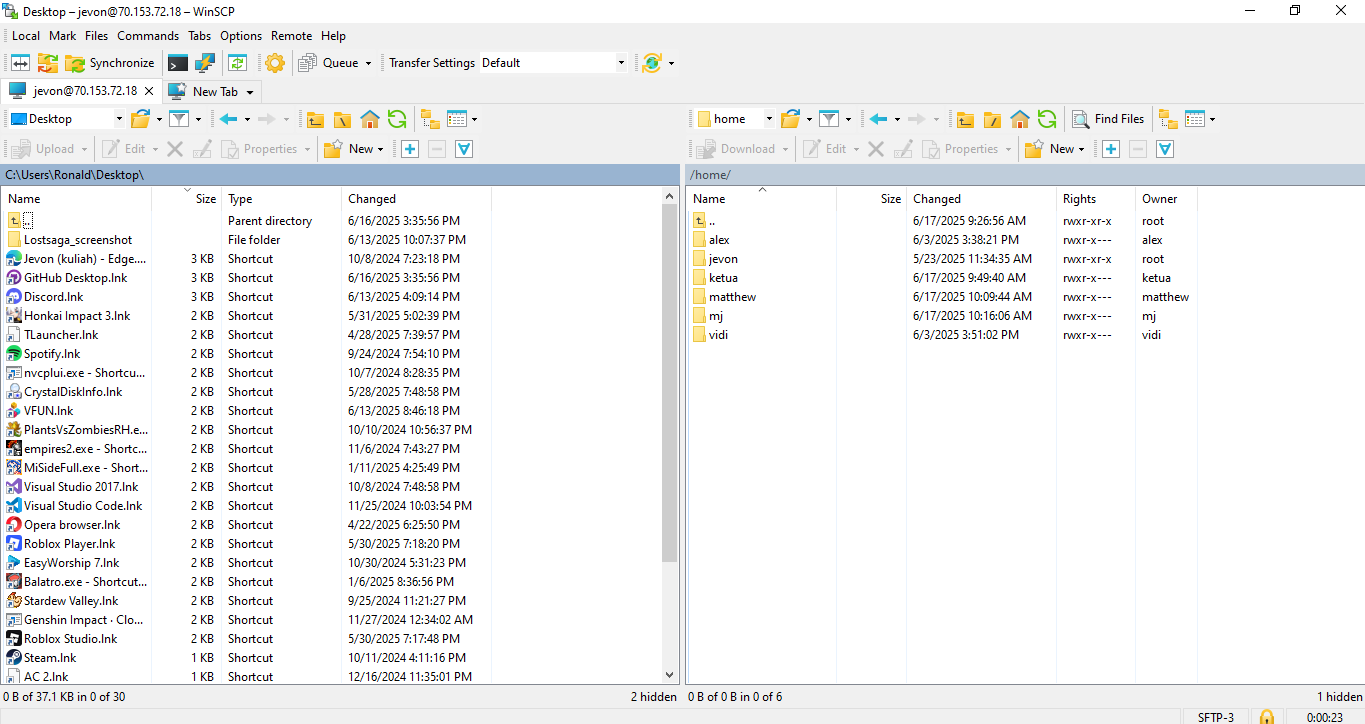 Desktop – jevon@70.153.72.18 – WinSCP
Local Mark Files Commands Tabs Options Remote Help
Synchronize Queue Transfer Settings Default
jevon@70.153.72.18 New Tab
Desktop
Upload Edit Properties New
C:\Users\Ronald\Desktop\
Name Size Type Changed
.. Parent directory 6/16/2025 3:35:56 PM
Lostsaga_screenshot File folder 6/13/2025 10:07:37 PM
Jevon (kuliah) - Edge.... 3 KB Shortcut 10/8/2024 7:23:18 PM
GitHub Desktop.lnk 3 KB Shortcut 6/16/2025 3:35:56 PM
Discord.lnk 3 KB Shortcut 6/13/2025 4:09:14 PM
Honkai Impact 3.lnk 2 KB Shortcut 5/31/2025 5:02:39 PM
TLauncher.lnk 2 KB Shortcut 4/28/2025 7:39:57 PM
Spotify.lnk 2 KB Shortcut 9/24/2024 7:54:10 PM
nvcplui.exe - Shortcu... 2 KB Shortcut 10/7/2024 8:28:35 PM
CrystalDiskInfo.lnk 2 KB Shortcut 5/28/2025 7:48:58 PM
VFUN.lnk 2 KB Shortcut 6/13/2025 8:46:18 PM
PlantsVsZombiesRH.e... 2 KB Shortcut 10/10/2024 10:56:37 PM
empires2.exe - Shortc... 2 KB Shortcut 11/6/2024 7:43:27 PM
MiSideFull.exe - Short... 2 KB Shortcut 1/11/2025 4:25:49 PM
Visual Studio 2017.lnk 2 KB Shortcut 10/8/2024 7:48:58 PM
Visual Studio Code.lnk 2 KB Shortcut 11/25/2024 10:03:54 PM
Opera browser.lnk 2 KB Shortcut 4/22/2025 6:25:50 PM
Roblox Player.lnk 2 KB Shortcut 5/30/2025 7:18:20 PM
EasyWorship 7.lnk 2 KB Shortcut 10/30/2024 5:31:23 PM
Balatro.exe - Shortcut... 2 KB Shortcut 1/6/2025 8:36:56 PM
Stardew Valley.lnk 2 KB Shortcut 9/25/2024 11:21:27 PM
Genshin Impact · Clo... 2 KB Shortcut 11/27/2024 12:34:02 AM
Roblox Studio.lnk 2 KB Shortcut 5/30/2025 7:17:48 PM
Steam.lnk 1 KB Shortcut 10/11/2024 4:11:16 PM
AC 2.lnk 1 KB Shortcut 12/16/2024 11:35:01 PM
0 B of 37.1 KB in 0 of 30 2 hidden
home Find Files
Download Edit Properties New
/home/
Name Size Changed Rights Owner
.. 6/17/2025 9:26:56 AM rwxr-xr-x root
alex 6/3/2025 3:38:21 PM rwxr-x--- alex
jevon 5/23/2025 11:34:35 AM rwxr-xr-x root
ketua 6/17/2025 9:49:40 AM rwxr-x--- ketua
matthew 6/17/2025 10:09:44 AM rwxr-x--- matthew
mj 6/17/2025 10:16:06 AM rwxr-x--- mj
vidi 6/3/2025 3:51:02 PM rwxr-x--- vidi
0 B of 0 B in 0 of 6 1 hidden
SFTP-3 0:00:23